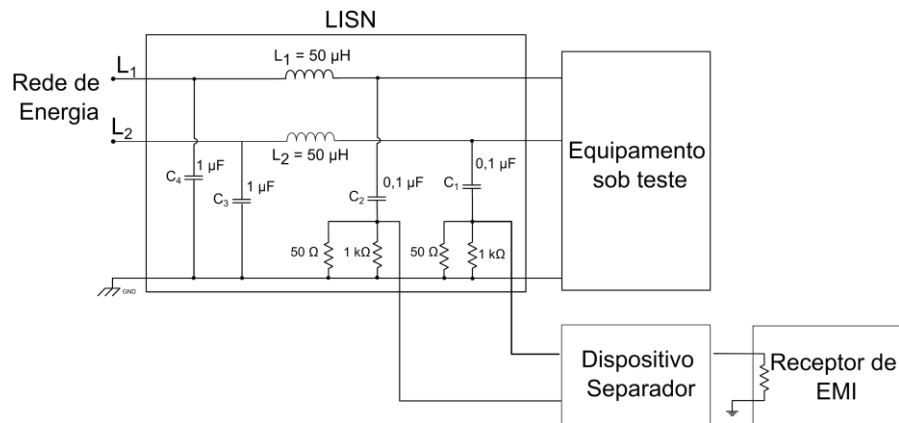 LISN
L₁
L₁ = 50 µH
Rede de
Energia
L₂
L₂ = 50 µH
C₄
1 µF
C₃
1 µF
C₂
0,1 µF
C₁
0,1 µF
50 Ω
1 kΩ
50 Ω
1 kΩ
GND
Equipamento
sob teste
Dispositivo
Separador
Receptor de
EMI